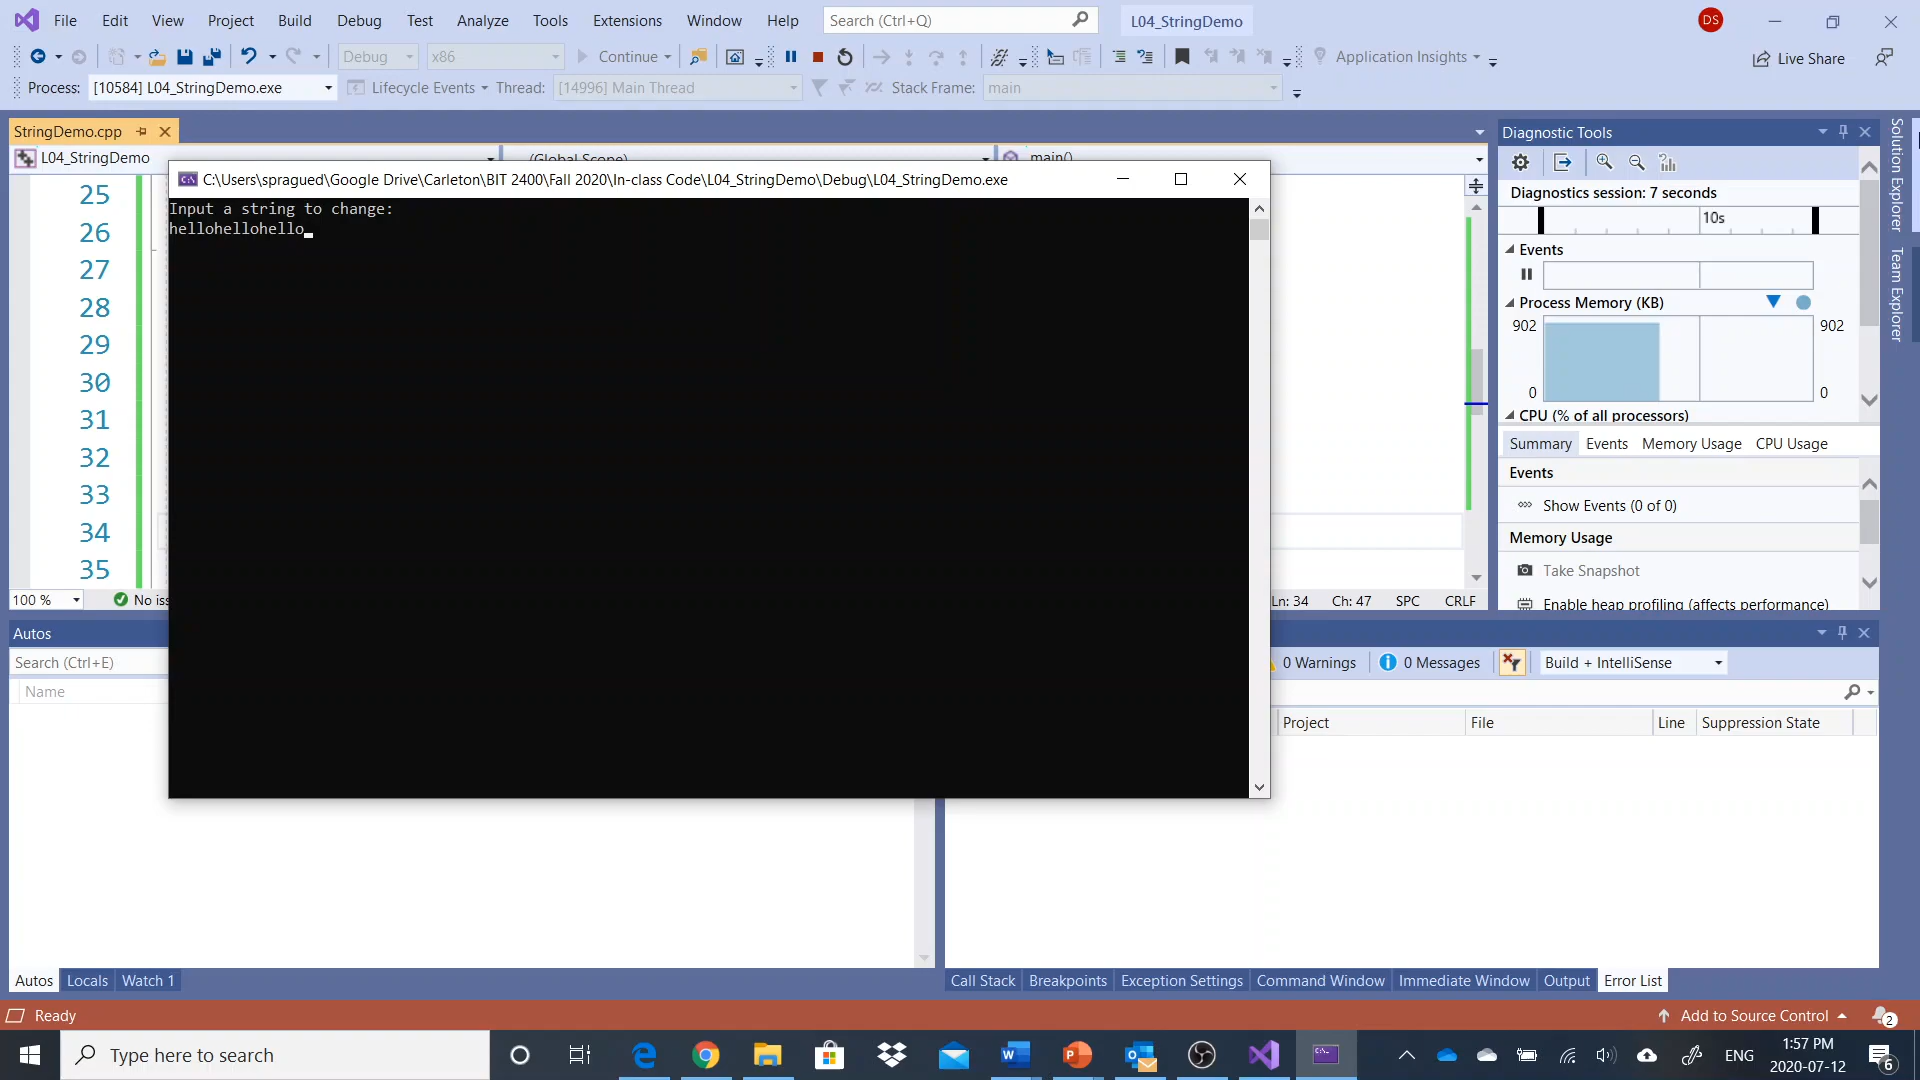 File Edit View Project Build Debug Test Analyze Tools Extensions Window Help Search (Ctrl+Q) L04_StringDemo DS
Debug x86 Continue Application Insights Live Share
Process: [10584] L04_StringDemo.exe Lifecycle Events Thread: [14996] Main Thread Stack Frame: main
StringDemo.cpp
L04_StringDemo (Global Scope) main()
C:\Users\spragued\Google Drive\Carleton\BIT 2400\Fall 2020\In-class Code\L04_StringDemo\Debug\L04_StringDemo.exe
Input a string to change:
hellohellohello
25
26
27
28
29
30
31
32
33
34
35
100 % No iss
Ln: 34 Ch: 47 SPC CRLF
Diagnostic Tools
Diagnostics session: 7 seconds
10s
Events
Process Memory (KB)
902 902
0 0
CPU (% of all processors)
Summary Events Memory Usage CPU Usage
Events
Show Events (0 of 0)
Memory Usage
Take Snapshot
Enable heap profiling (affects performance)
Solution Explorer
Team Explorer
Autos
Search (Ctrl+E)
Name
0 Warnings 0 Messages Build + IntelliSense
Project File Line Suppression State
Autos Locals Watch 1
Call Stack Breakpoints Exception Settings Command Window Immediate Window Output Error List
Ready Add to Source Control 2
Type here to search
ENG 1:57 PM
2020-07-12 6